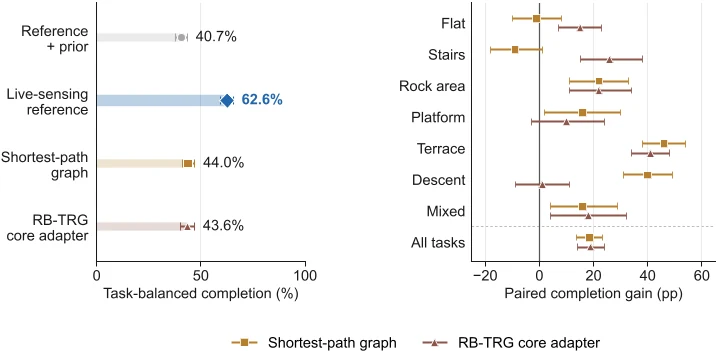 Reference
+ prior
40.7%
Live-sensing
reference
62.6%
Shortest-path
graph
44.0%
RB-TRG
core adapter
43.6%
0
50
100
Task-balanced completion (%)
Flat
Stairs
Rock area
Platform
Terrace
Descent
Mixed
All tasks
−20
0
20
40
60
Paired completion gain (pp)
Shortest-path graph
RB-TRG core adapter